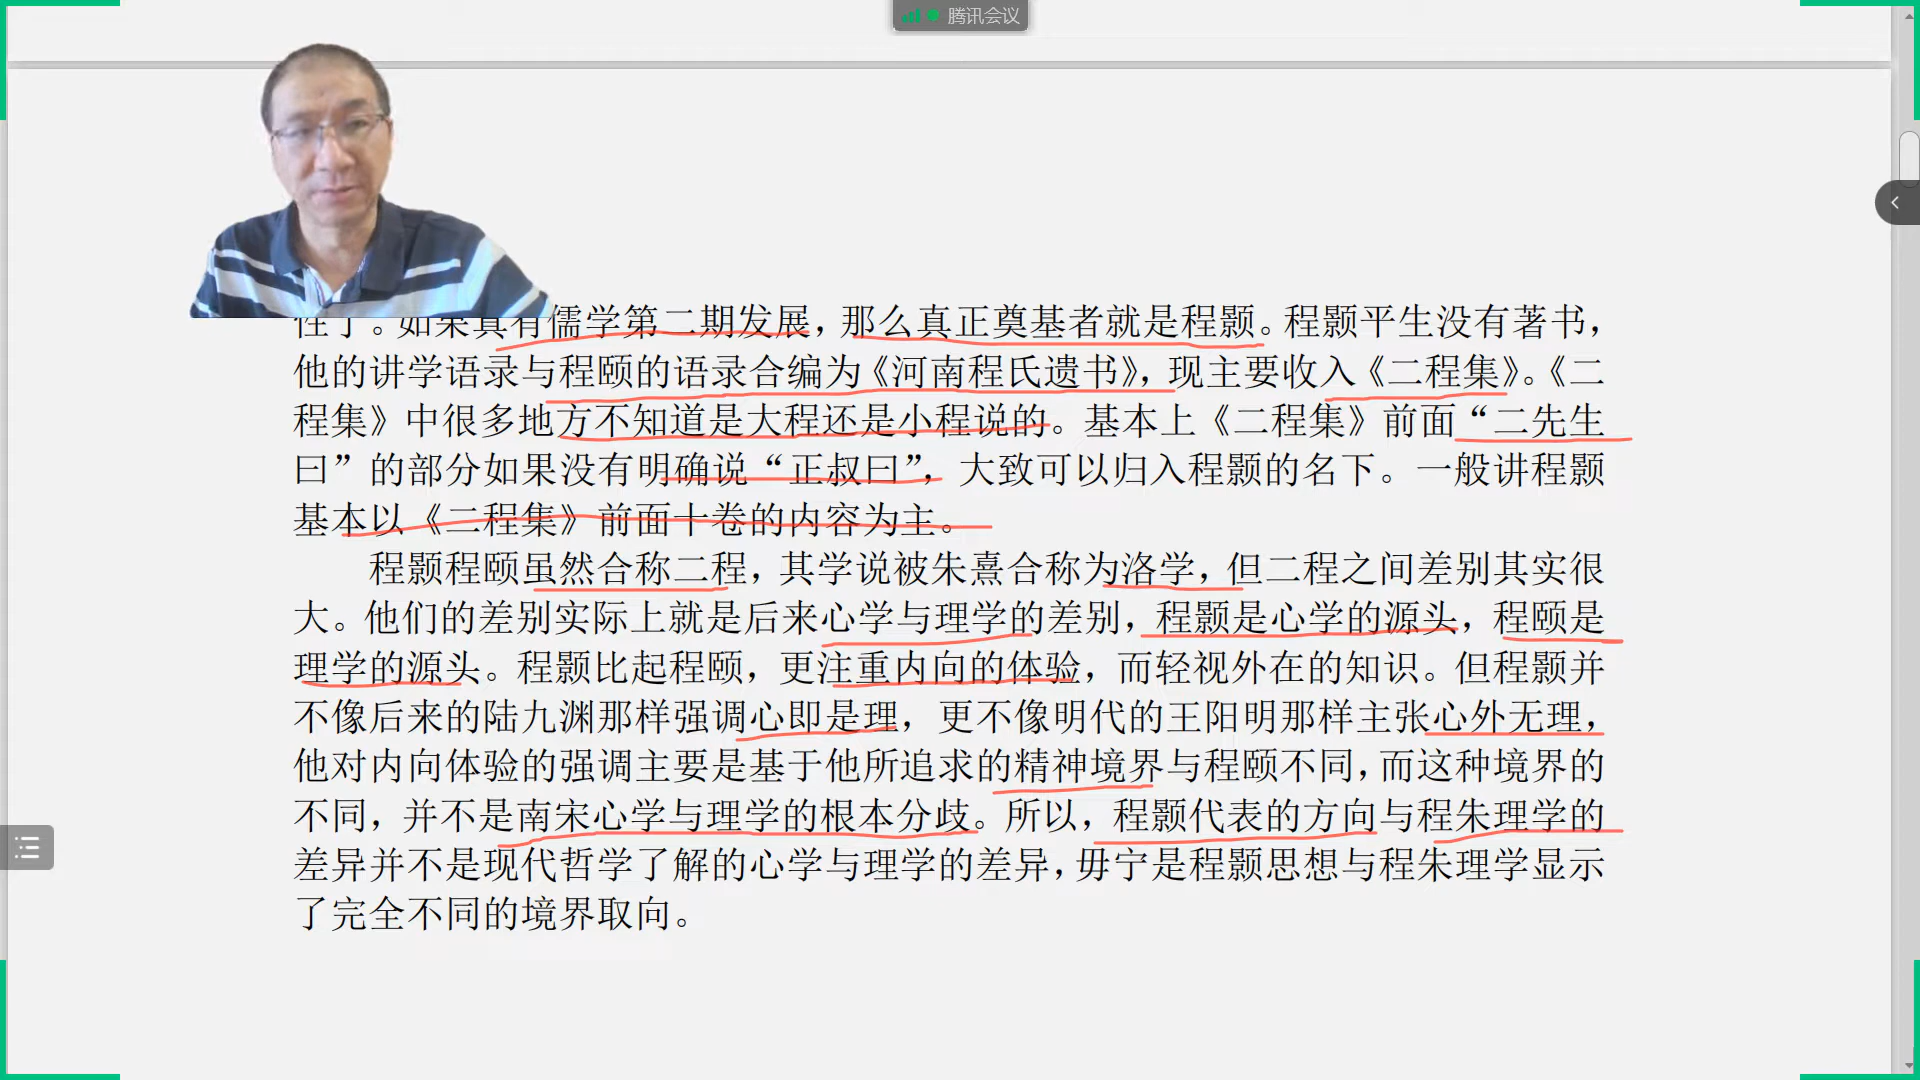 腾讯会议
性了。如果真有儒学第二期发展，那么真正奠基者就是程颢。程颢平生没有著书，
他的讲学语录与程颐的语录合编为《河南程氏遗书》，现主要收入《二程集》。《二
程集》中很多地方不知道是大程还是小程说的。基本上《二程集》前面“二先生
曰”的部分如果没有明确说“正叔曰”，大致可以归入程颢的名下。一般讲程颢
基本以《二程集》前面十卷的内容为主。
程颢程颐虽然合称二程，其学说被朱熹合称为洛学，但二程之间差别其实很
大。他们的差别实际上就是后来心学与理学的差别，程颢是心学的源头，程颐是
理学的源头。程颢比起程颐，更注重内向的体验，而轻视外在的知识。但程颢并
不像后来的陆九渊那样强调心即是理，更不像明代的王阳明那样主张心外无理，
他对内向体验的强调主要是基于他所追求的精神境界与程颐不同，而这种境界的
不同，并不是南宋心学与理学的根本分歧。所以，程颢代表的方向与程朱理学的
差异并不是现代哲学了解的心学与理学的差异，毋宁是程颢思想与程朱理学显示
了完全不同的境界取向。